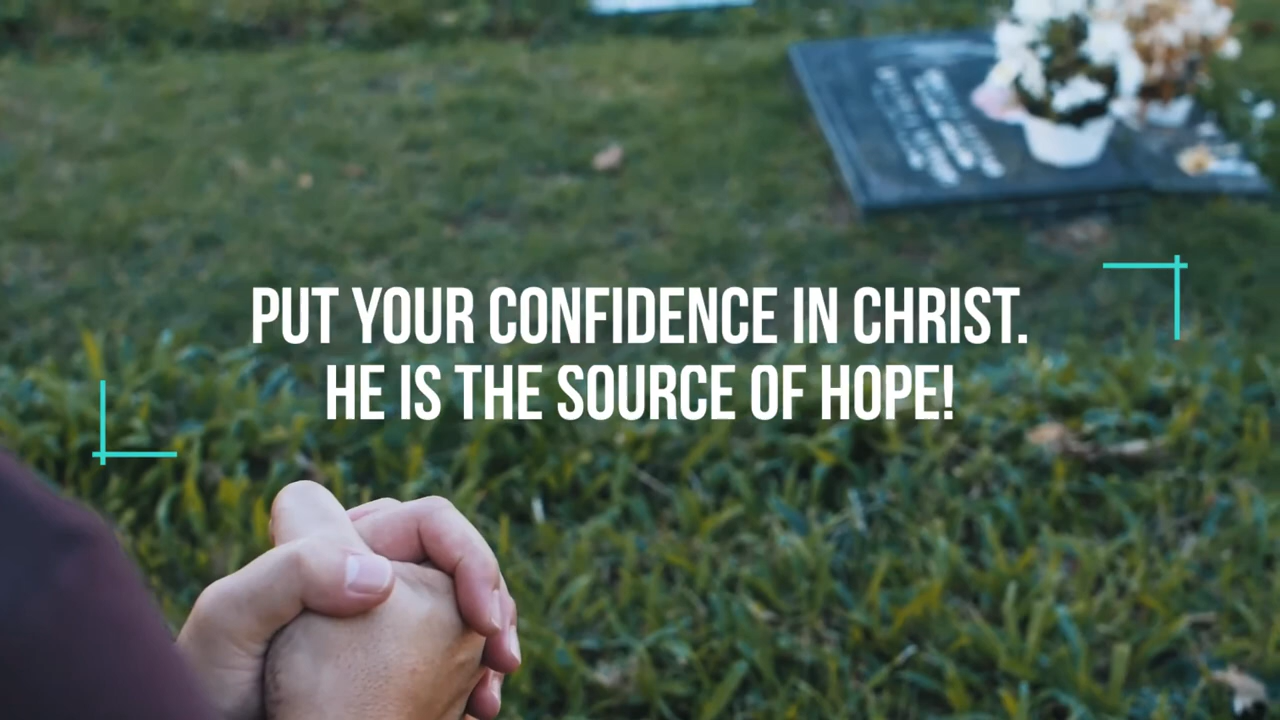 PUT YOUR CONFIDENCE IN CHRIST.
HE IS THE SOURCE OF HOPE!